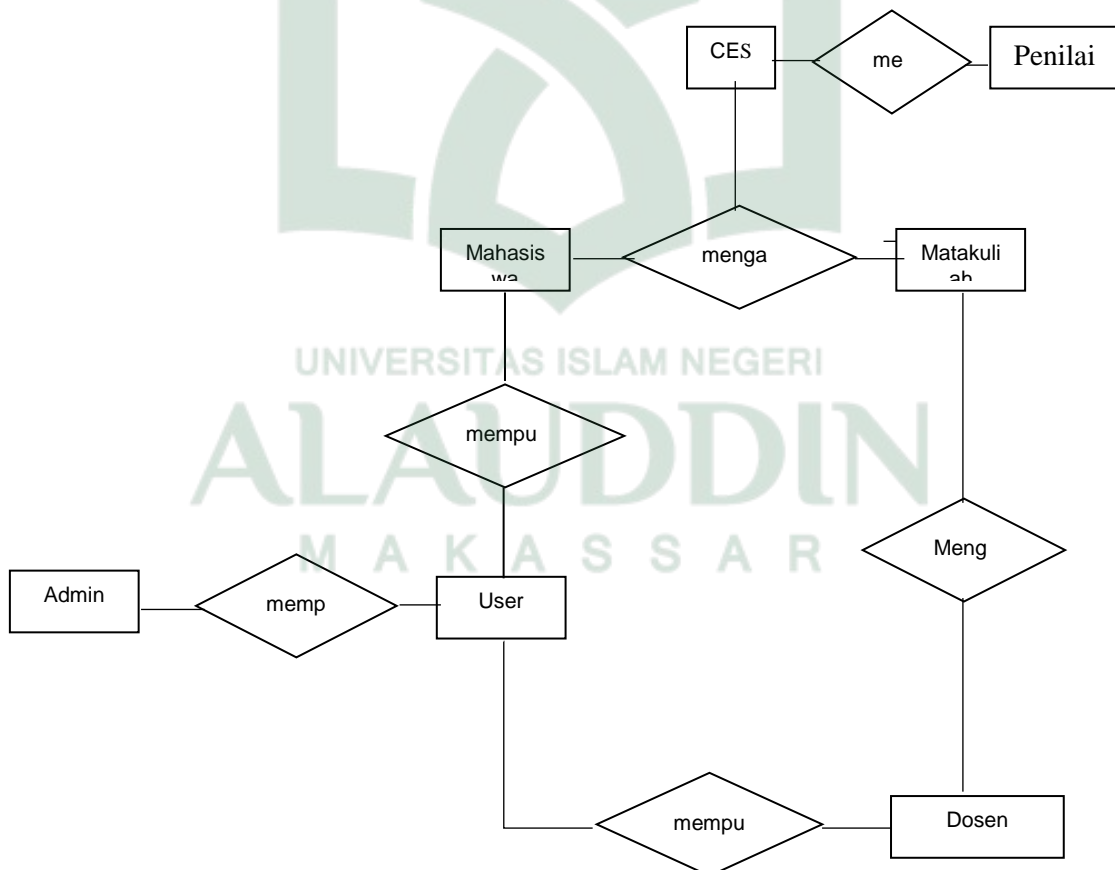 CES
me
Penilai
Mahasis
wa
menga
Matakuli
ah
UNIVERSITAS ISLAM NEGERI
ALAUDDIN
mempu
MAKASSAR
Meng
Admin
memp
User
mempu
Dosen